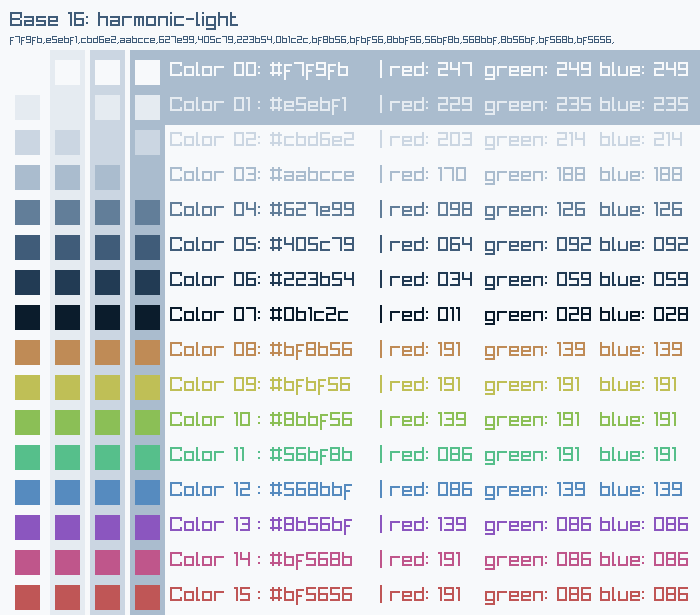 Base 16: harmonic-light
f7f9fb,e5ebf1,cbd6e2,aabcce,627e99,405c79,223b54,0b1c2c,bf8b56,bfbf56,8bbf56,56bf8b,568bbf,8b56bf,bf568b,bf5656,
Color 00: #f7f9fb | red: 247 green: 249 blue: 249
Color 01: #e5ebf1 | red: 229 green: 235 blue: 235
Color 02: #cbd6e2 | red: 203 green: 214 blue: 214
Color 03: #aabcce | red: 170 green: 188 blue: 188
Color 04: #627e99 | red: 098 green: 126 blue: 126
Color 05: #405c79 | red: 064 green: 092 blue: 092
Color 06: #223b54 | red: 034 green: 059 blue: 059
Color 07: #0b1c2c | red: 011 green: 028 blue: 028
Color 08: #bf8b56 | red: 191 green: 139 blue: 139
Color 09: #bfbf56 | red: 191 green: 191 blue: 191
Color 10 : #8bbf56 | red: 139 green: 191 blue: 191
Color 11 : #56bf8b | red: 086 green: 191 blue: 191
Color 12 : #568bbf | red: 086 green: 139 blue: 139
Color 13 : #8b56bf | red: 139 green: 086 blue: 086
Color 14 : #bf568b | red: 191 green: 086 blue: 086
Color 15 : #bf5656 | red: 191 green: 086 blue: 086